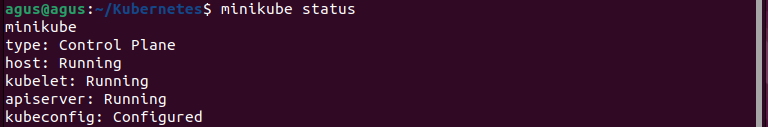 agus@agus:~/Kubernetes$ minikube status
minikube
type: Control Plane
host: Running
kubelet: Running
apiserver: Running
kubeconfig: Configured